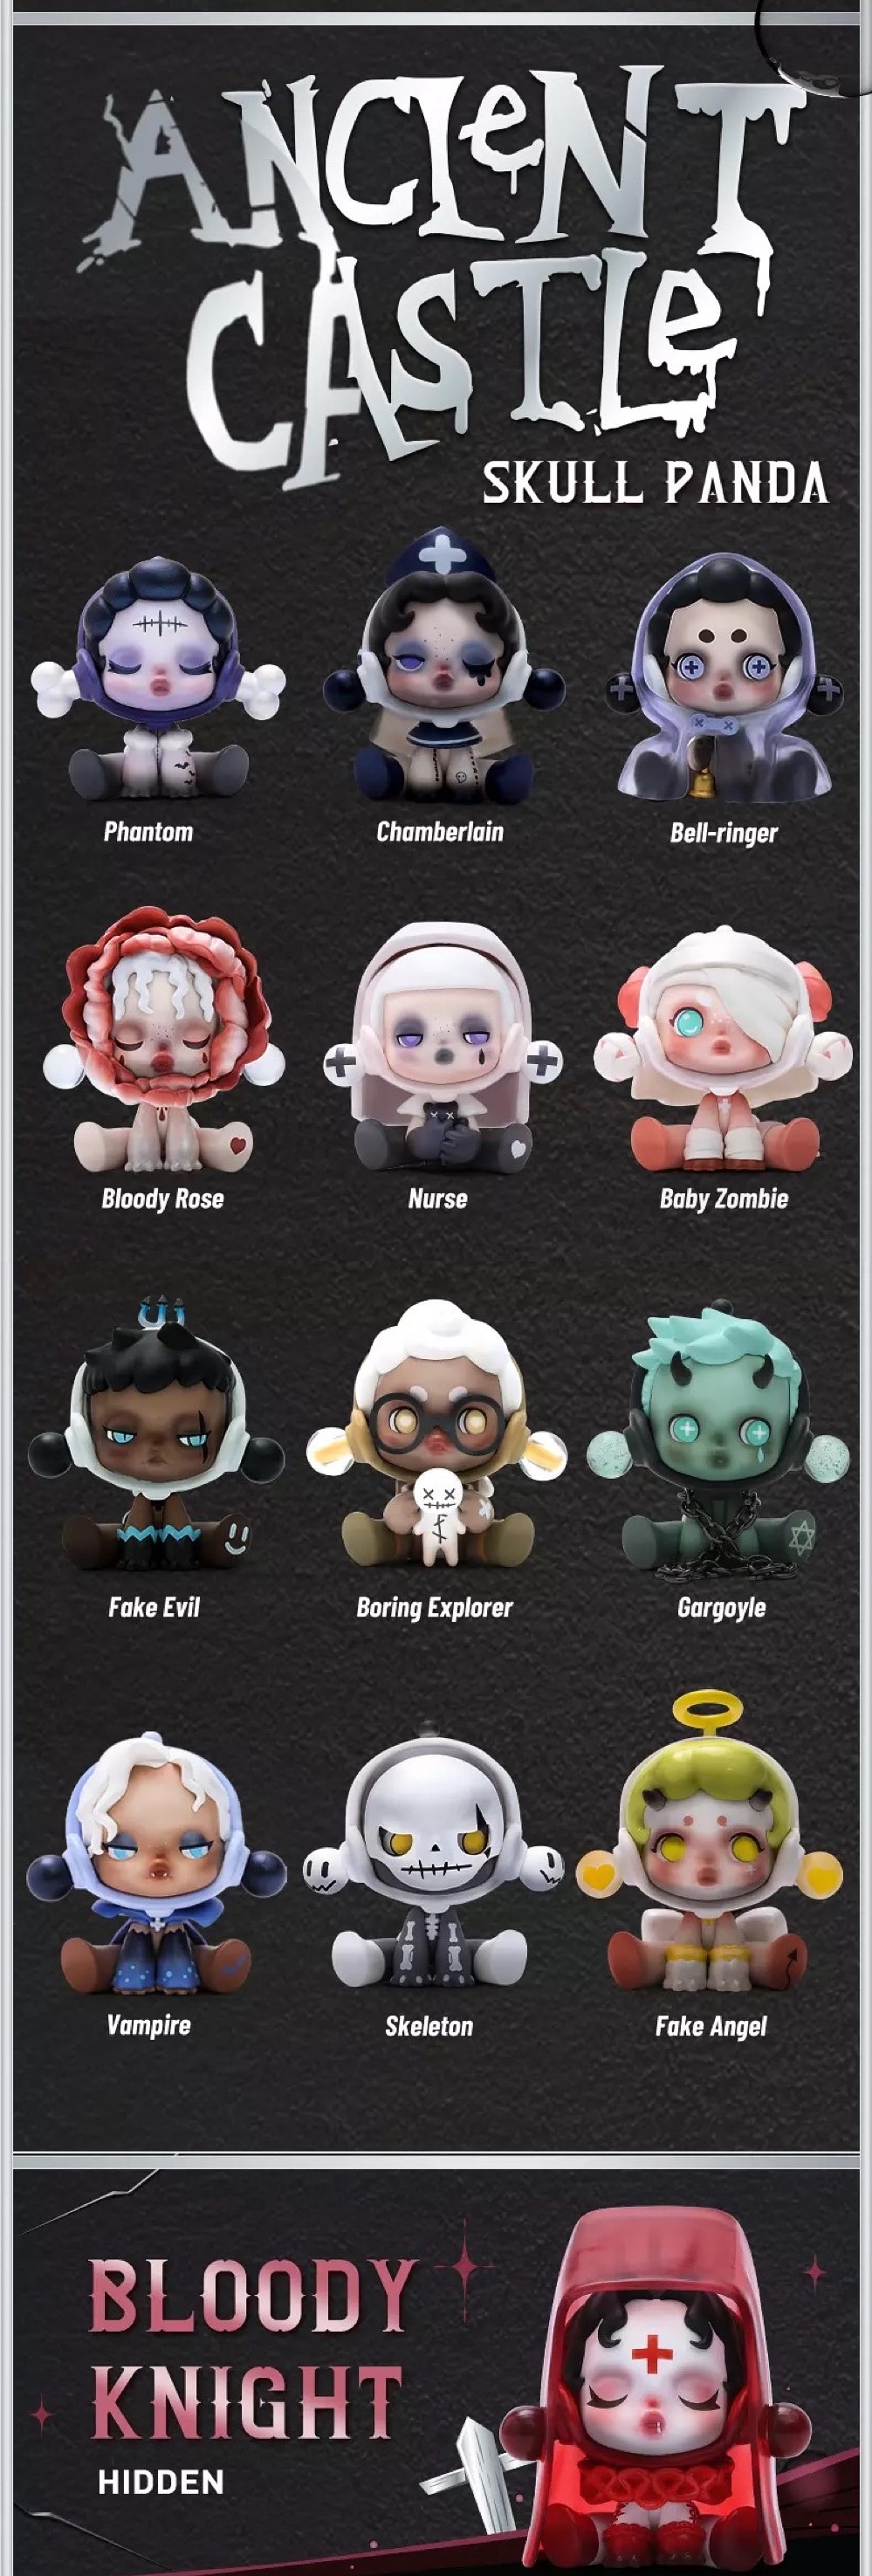 ANCIeNT
CASTLe
SKULL PANDA
Phantom
Chamberlain
Bell-ringer
Bloody Rose
Nurse
Baby Zombie
Fake Evil
Boring Explorer
Gargoyle
Vampire
Skeleton
Fake Angel
BLOODY
KNIGHT
HIDDEN